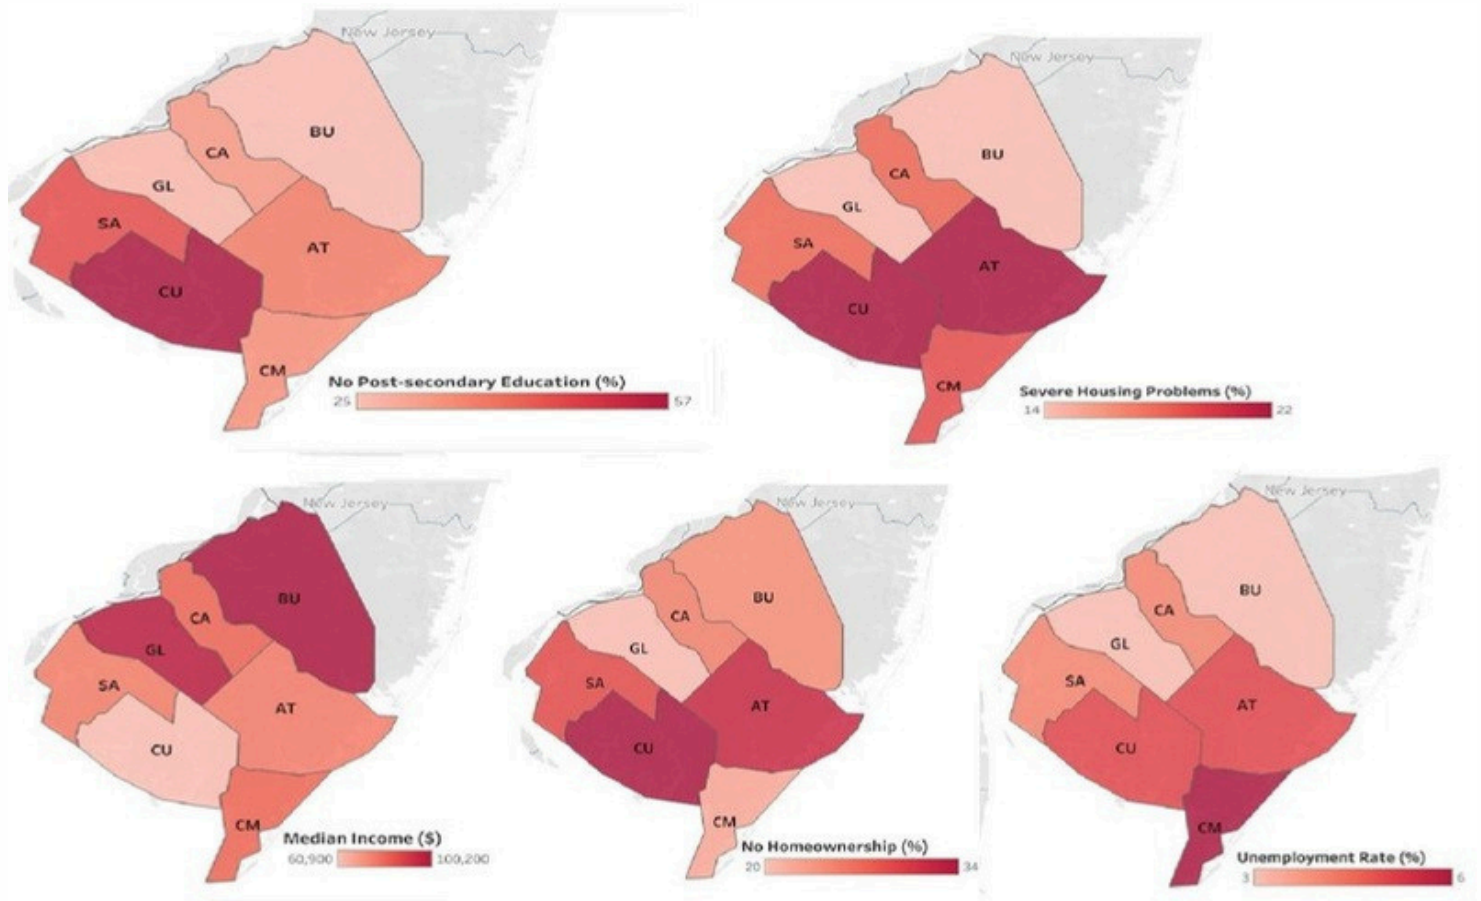 New Jersey
BU
CA
GL
SA
AT
CU
CM
No Post-secondary Education (%)
25 57
New Jersey
BU
CA
GL
SA
AT
CU
CM
Severe Housing Problems (%)
14 22
New Jersey
BU
CA
GL
SA
AT
CU
CM
Median Income ($)
60,900 100,200
New Jersey
BU
CA
GL
SA
AT
CU
CM
No Homeownership (%)
20 34
New Jersey
BU
CA
GL
SA
AT
CU
CM
Unemployment Rate (%)
3 6